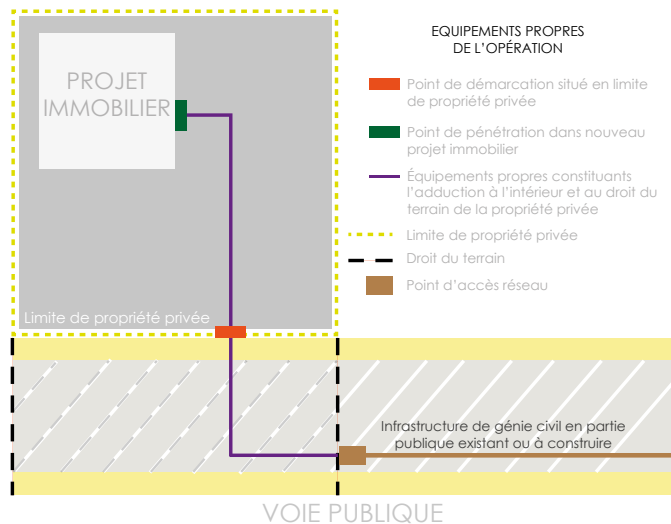 PROJET
IMMOBILIER
Limite de propriété privée
EQUIPEMENTS PROPRES
DE L'OPÉRATION
Point de démarcation situé en limite
de propriété privée
Point de pénétration dans nouveau
projet immobilier
Équipements propres constituants
l'adduction à l'intérieur et au droit du
terrain de la propriété privée
Limite de propriété privée
Droit du terrain
Point d'accès réseau
Infrastructure de génie civil en partie
publique existant ou à construire
VOIE PUBLIQUE